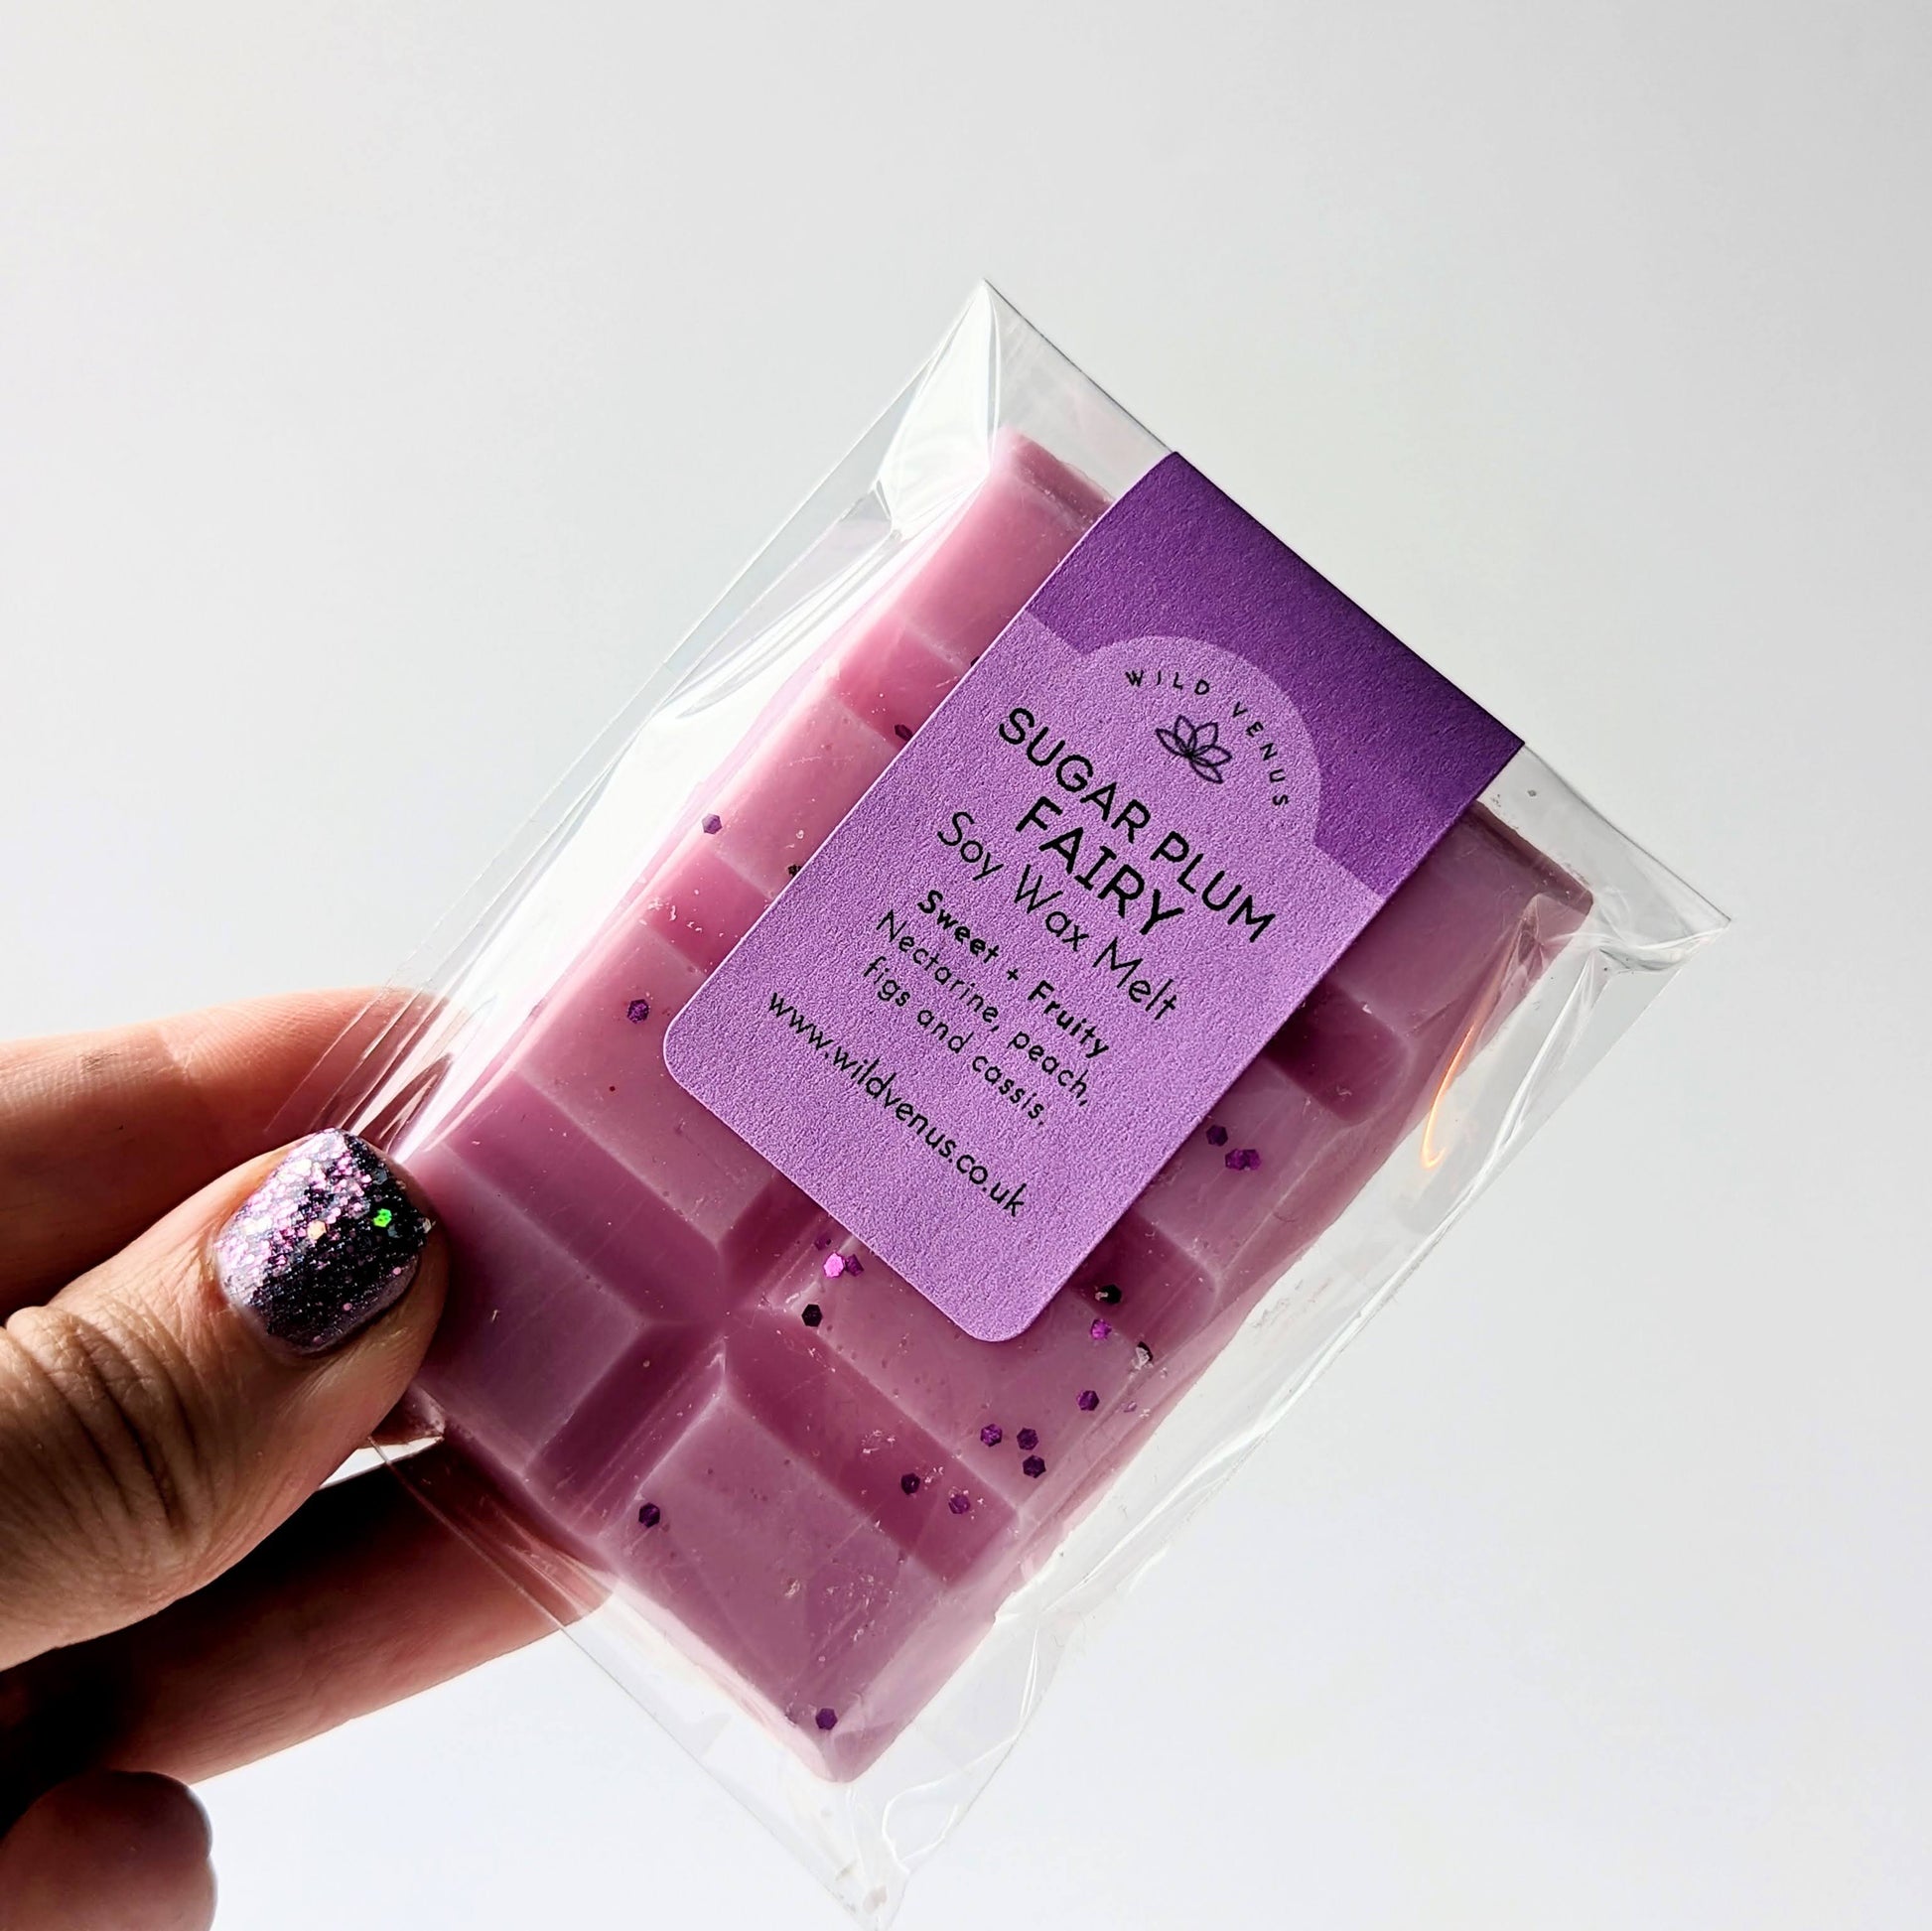 WILD VENUS
SUGAR PLUM
FAIRY
Soy Wax Melt
Sweet + Fruity
Nectarine, peach,
figs and cassis.
www.wildvenus.co.uk